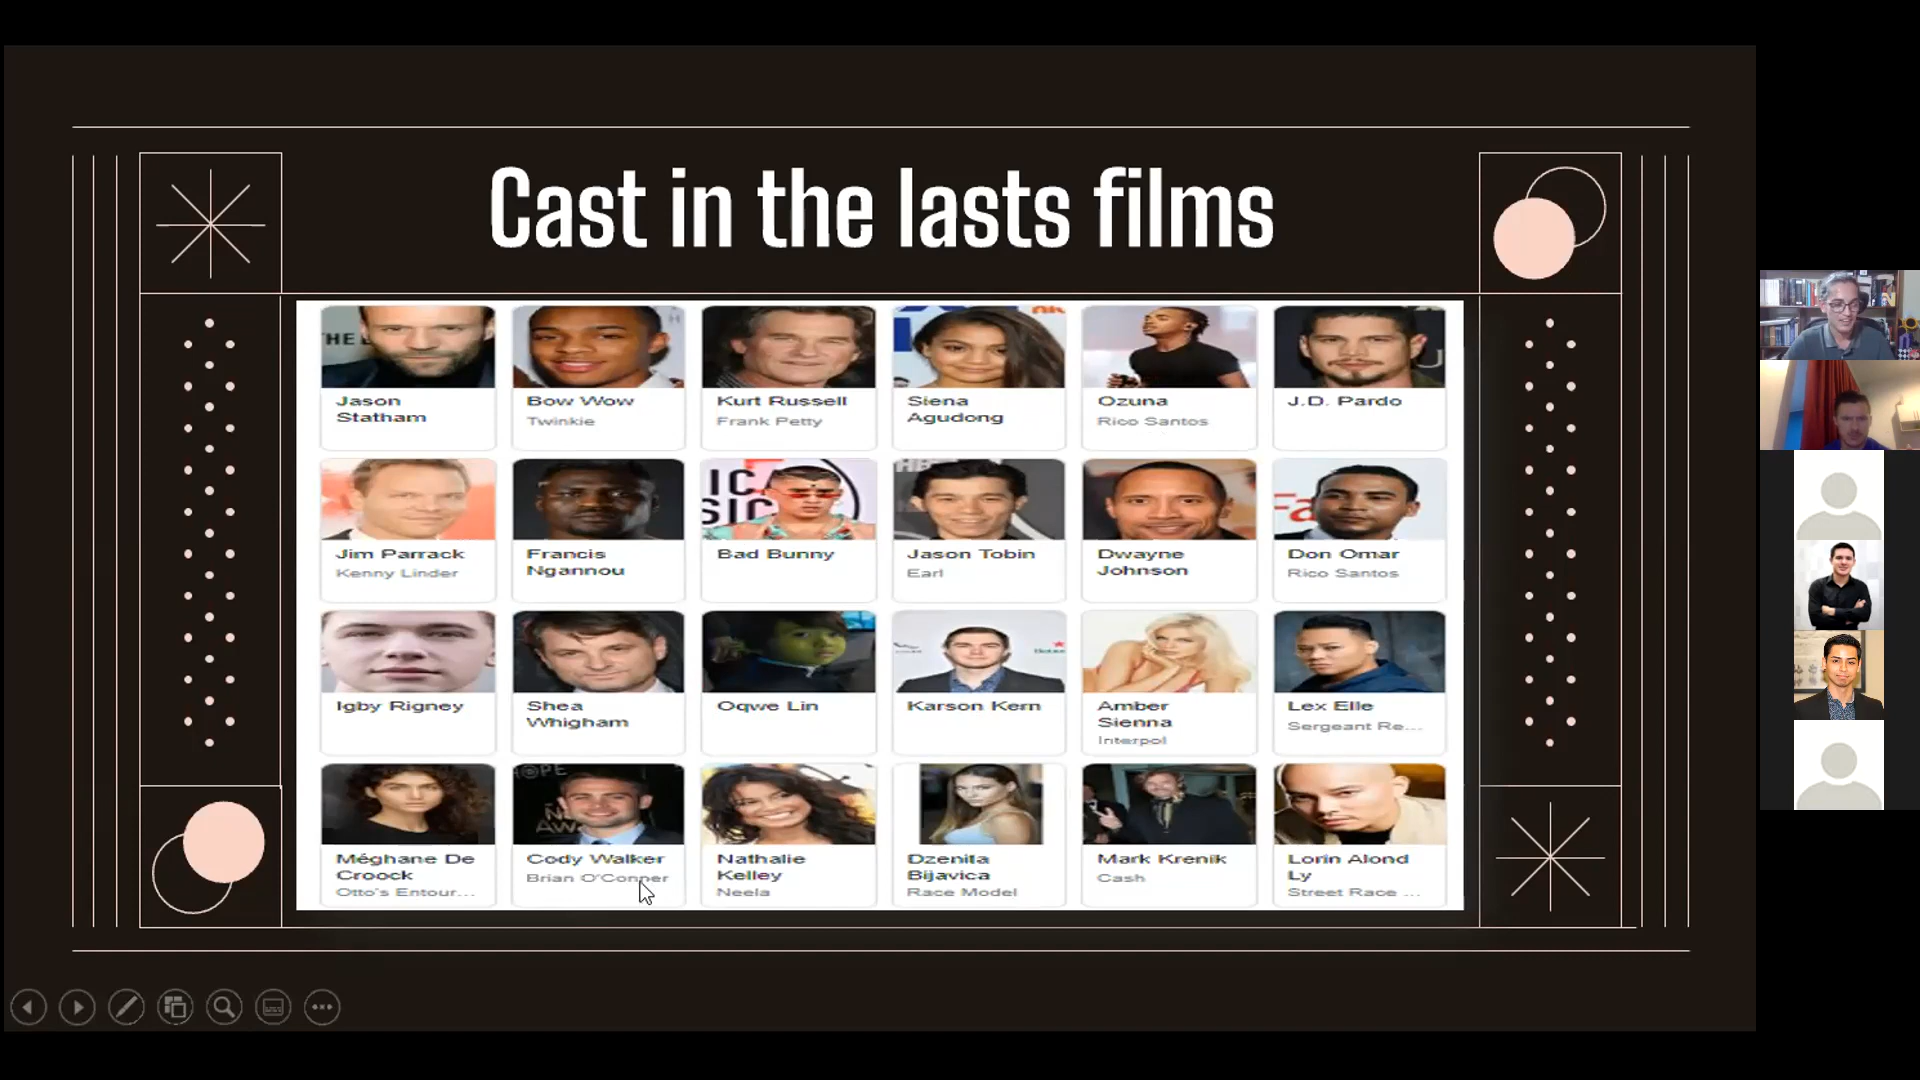 Cast in the lasts films
Jason
Statham
Bow Wow
Twinkie
Kurt Russell
Frank Petty
Siena
Agudong
Ozuna
Rico Santos
J.D. Pardo
Jim Parrack
Kenny Linder
Francis
Ngannou
Bad Bunny
Jason Tobin
Earl
Dwayne
Johnson
Don Omar
Rico Santos
Igby Rigney
Shea
Whigham
Oqwe Lin
Karson Kern
Amber
Sienna
Interpol
Lex Elle
Sergeant Re...
Méghane De
Croock
Otto's Entour...
Cody Walker
Brian O'Conner
Nathalie
Kelley
Neela
Dzenita
Bijavica
Race Model
Mark Krenik
Cash
Lorin Alond
Ly
Street Race ...